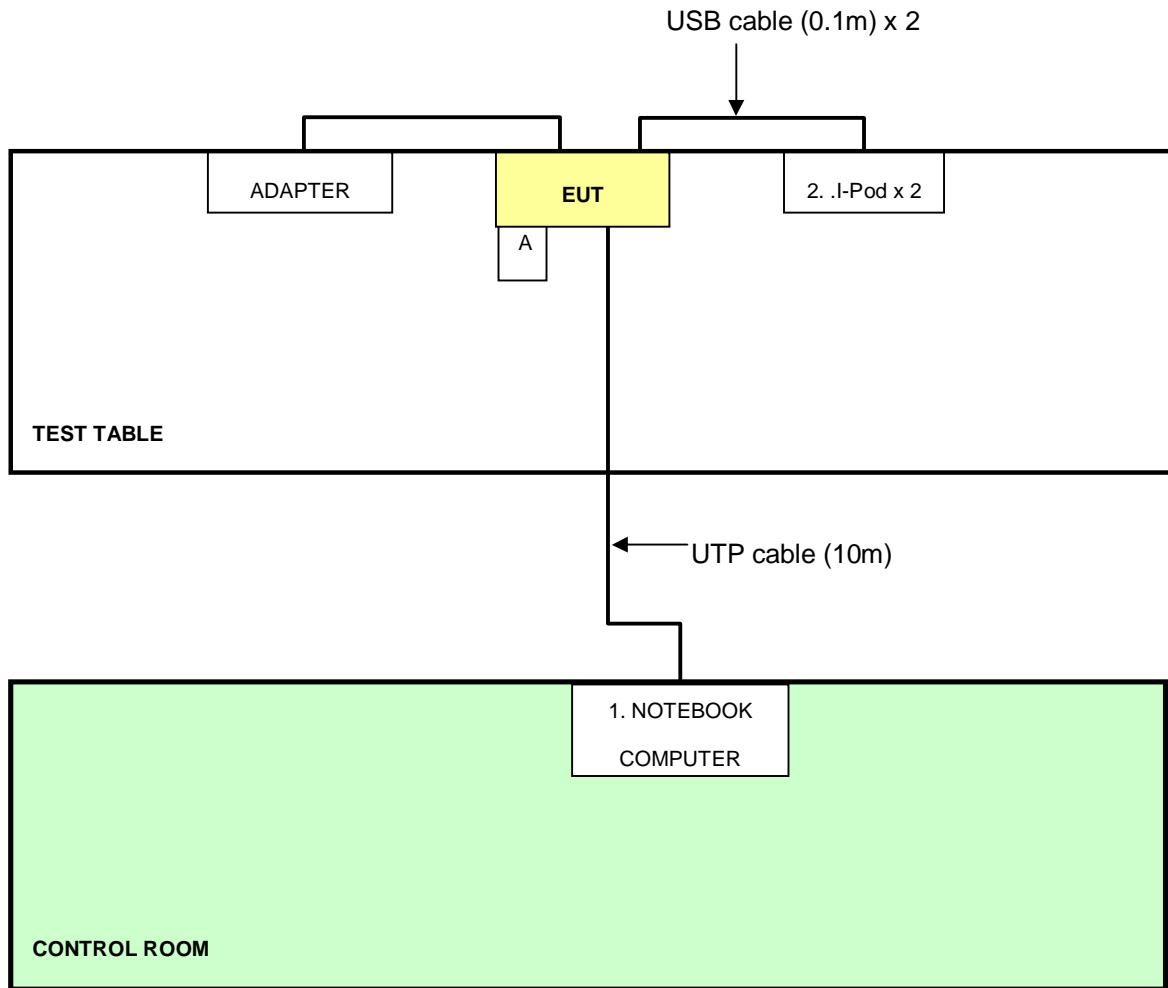 USB cable (0.1m) x 2
ADAPTER
EUT
2. .I-Pod x 2
A
TEST TABLE
UTP cable (10m)
1. NOTEBOOK
COMPUTER
CONTROL ROOM